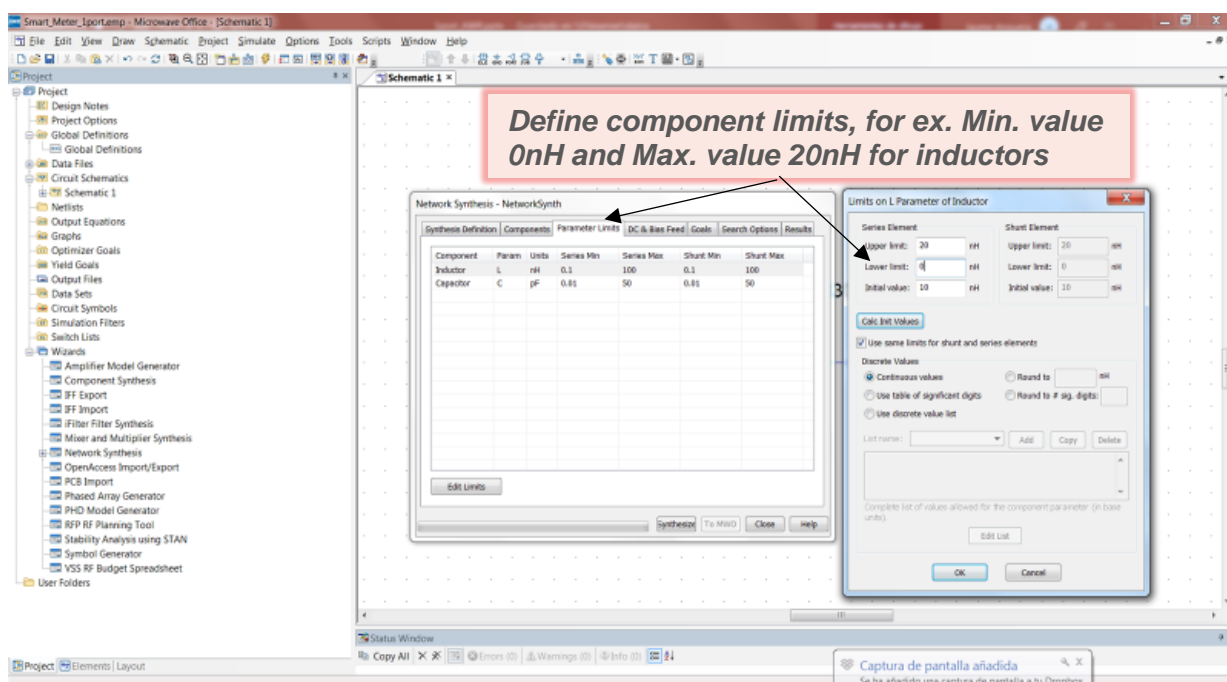 Smart_Meter_1port.emp - Microwave Office - [Schematic 1]
File Edit View Draw Schematic Project Simulate Options Tools Scripts Window Help
Project
Schematic 1
Project
Design Notes
Project Options
Global Definitions
Global Definitions
Data Files
Circuit Schematics
Schematic 1
Netlists
Output Equations
Graphs
Optimizer Goals
Yield Goals
Output Files
Data Sets
Circuit Symbols
Simulation Filters
Switch Lists
Wizards
Amplifier Model Generator
Component Synthesis
IFF Export
IFF Import
iFilter Filter Synthesis
Mixer and Multiplier Synthesis
Network Synthesis
OpenAccess Import/Export
PCB Import
Phased Array Generator
PHD Model Generator
RFP RF Planning Tool
Stability Analysis using STAN
Symbol Generator
VSS RF Budget Spreadsheet
User Folders
Project Elements Layout
Define component limits, for ex. Min. value
0nH and Max. value 20nH for inductors
Network Synthesis - NetworkSynth
Synthesis Definition Components Parameter Limits DC & Bias Feed Goals Search Options Results
Component Param Units Series Min Series Max Shunt Min Shunt Max
Inductor L nH 0.1 100 0.1 100
Capacitor C pF 0.01 50 0.01 50
Edit Limits
Synthesize To MWO Close Help
3
Limits on L Parameter of Inductor
Series Element Shunt Element
Upper limit: 20 nH Upper limit: 20 nH
Lower limit: 0 nH Lower limit: 0 nH
Initial value: 10 nH Initial value: 10 nH
Calc Init Values
Use same limits for shunt and series elements
Discrete Values
Continuous values Round to nH
Use table of significant digits Round to # sig. digits:
Use discrete value list
List name: Add Copy Delete
Complete list of values allowed for the component parameter (in base
units).
Edit List
OK Cancel
Status Window
Copy All Errors (0) Warnings (0) Info (0)
Captura de pantalla añadida
Se ha añadido una captura de pantalla a tu Dropbox